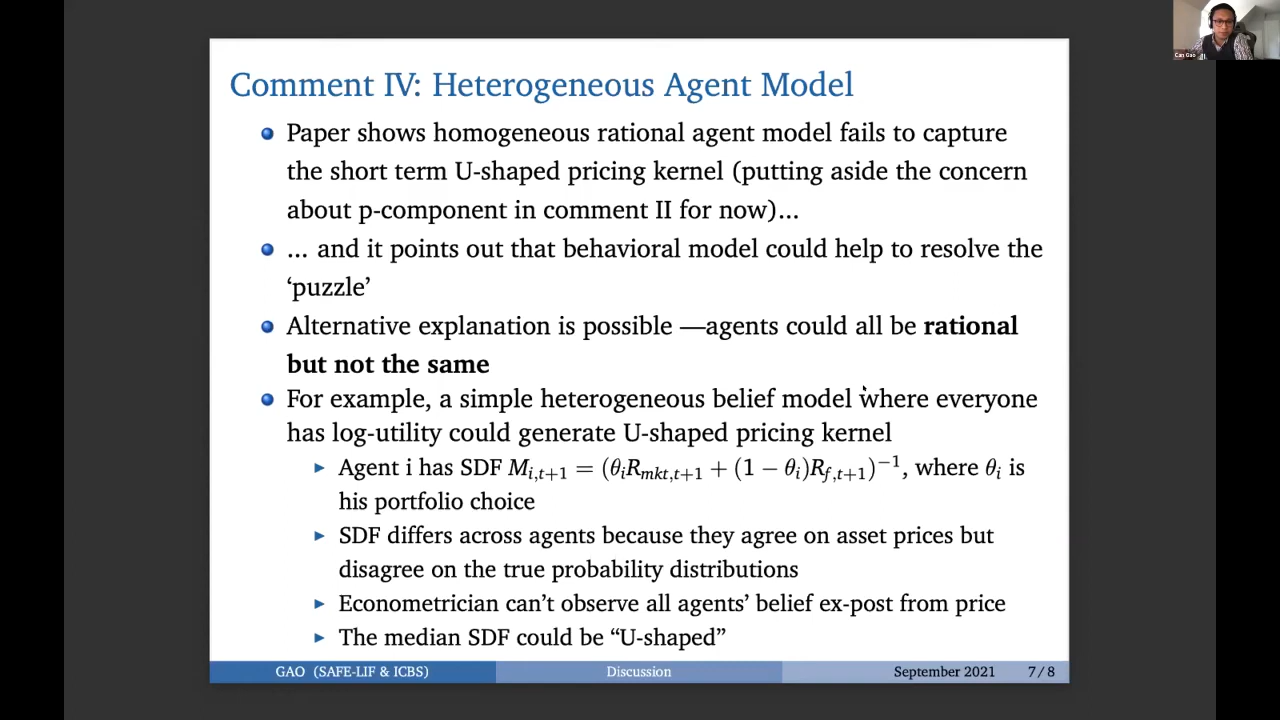 Can Gao
Comment IV: Heterogeneous Agent Model
Paper shows homogeneous rational agent model fails to capture
the short term U-shaped pricing kernel (putting aside the concern
about p-component in comment II for now)...
... and it points out that behavioral model could help to resolve the
‘puzzle’
Alternative explanation is possible —agents could all be rational
but not the same
For example, a simple heterogeneous belief model where everyone
has log-utility could generate U-shaped pricing kernel
Agent i has SDF M_{i,t+1} = (θ_i R_{mkt,t+1} + (1 − θ_i)R_{f,t+1})^{−1}, where θ_i is
his portfolio choice
SDF differs across agents because they agree on asset prices but
disagree on the true probability distributions
Econometrician can’t observe all agents’ belief ex-post from price
The median SDF could be “U-shaped”
GAO (SAFE-LIF & ICBS) Discussion September 2021 7 / 8